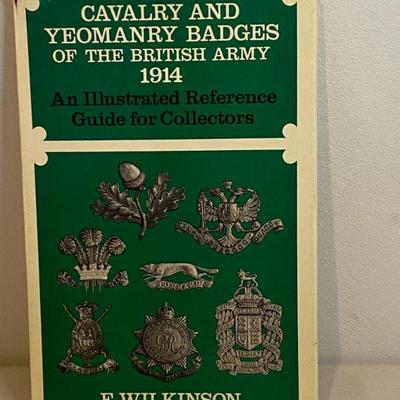 CAVALRY AND
YEOMANRY BADGES
OF THE BRITISH ARMY
1914
An Illustrated Reference
Guide for Collectors
F. WILKINSON